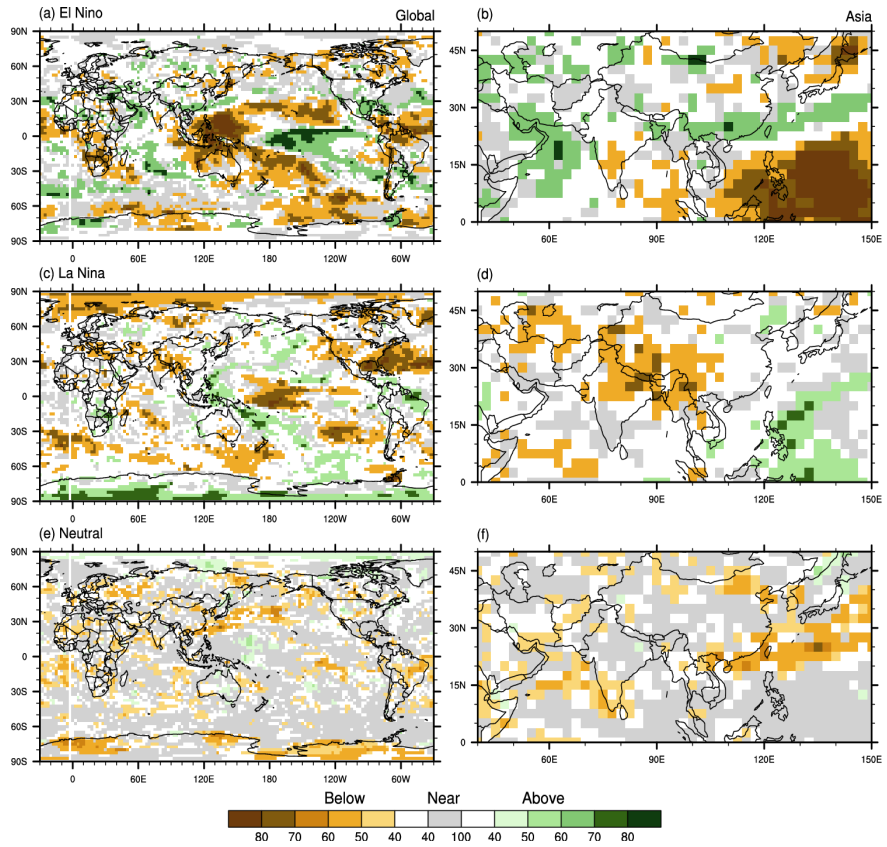 (a) El Nino Global
(b) Asia
90N
60N
30N
0
30S
60S
90S
0 60E 120E 180 120W 60W
45N
30N
15N
0
60E 90E 120E 150E
(c) La Nina
(d)
90N
60N
30N
0
30S
60S
90S
0 60E 120E 180 120W 60W
45N
30N
15N
0
60E 90E 120E 150E
(e) Neutral
(f)
90N
60N
30N
0
30S
60S
90S
0 60E 120E 180 120W 60W
45N
30N
15N
0
60E 90E 120E 150E
Below Near Above
80 70 60 50 40 40 100 40 50 60 70 80